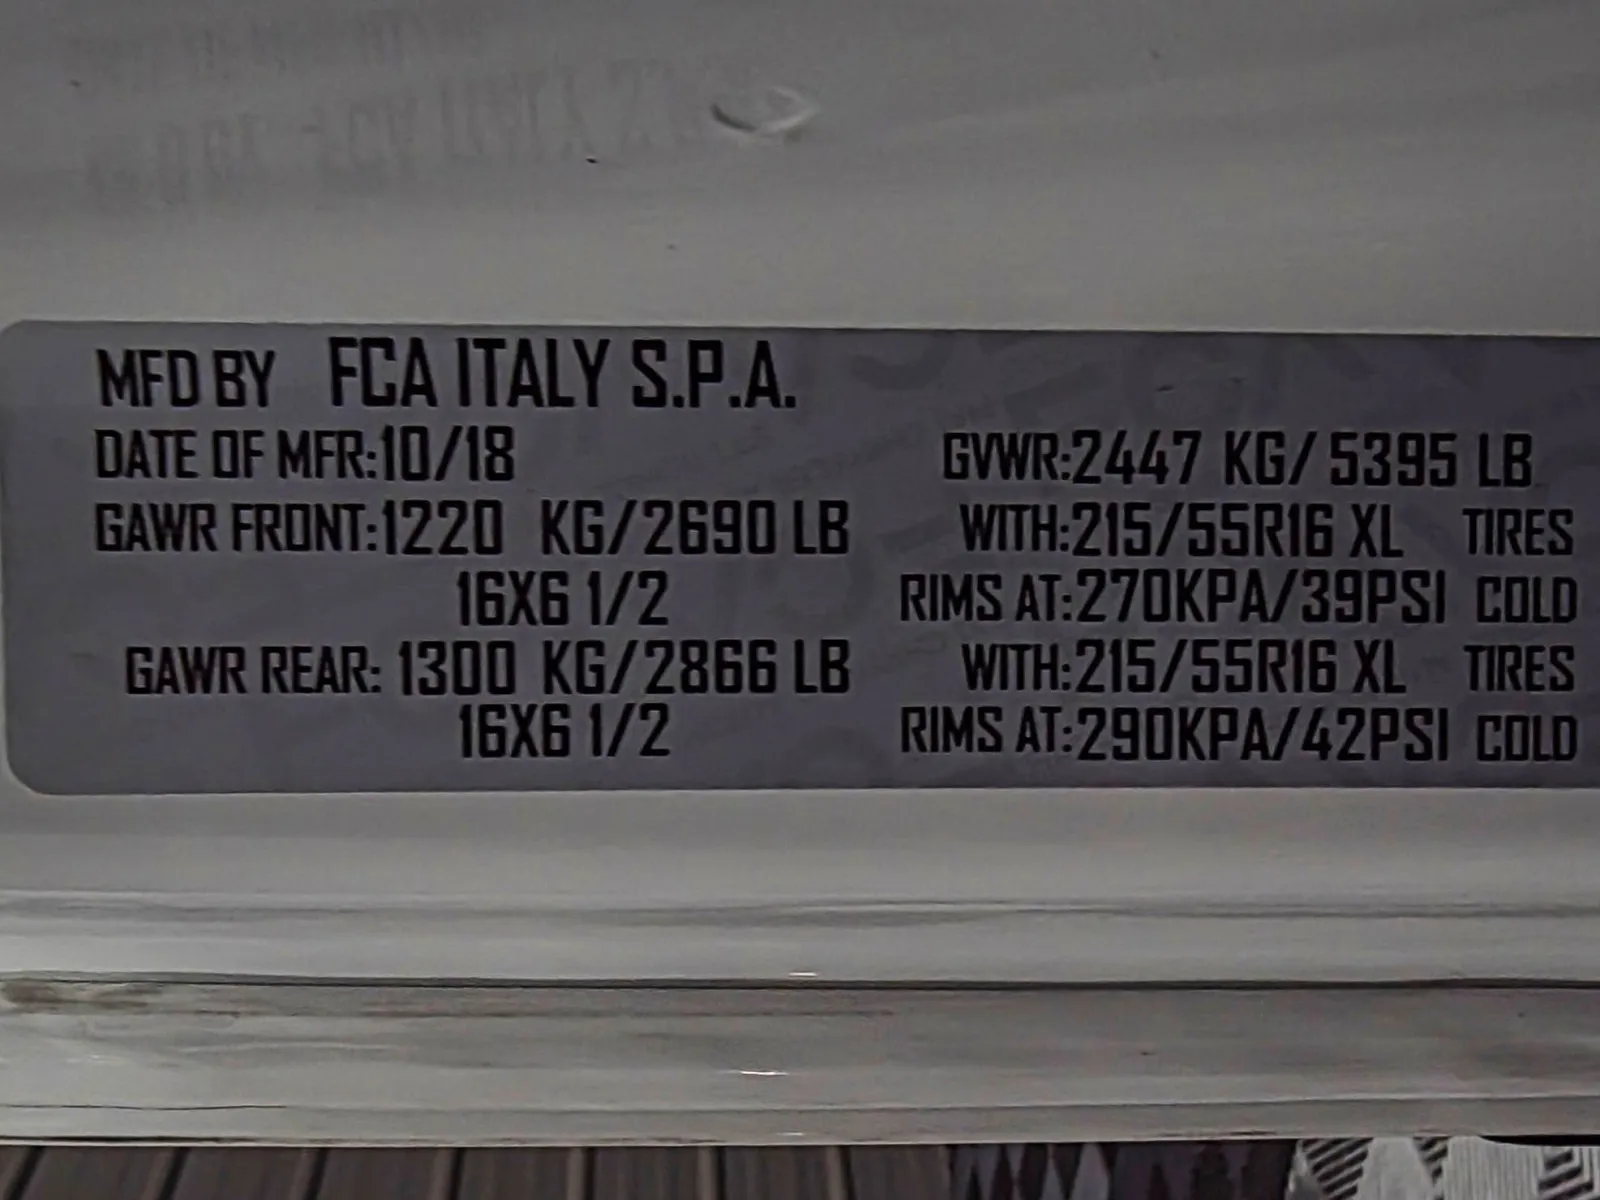 MFD BY FCA ITALY S.P.A.
DATE OF MFR:10/18 GVWR:2447 KG/ 5395 LB
GAWR FRONT:1220 KG/2690 LB WITH:215/55R16 XL TIRES
16X6 1/2 RIMS AT:270KPA/39PSI COLD
GAWR REAR: 1300 KG/2866 LB WITH:215/55R16 XL TIRES
16X6 1/2 RIMS AT:290KPA/42PSI COLD